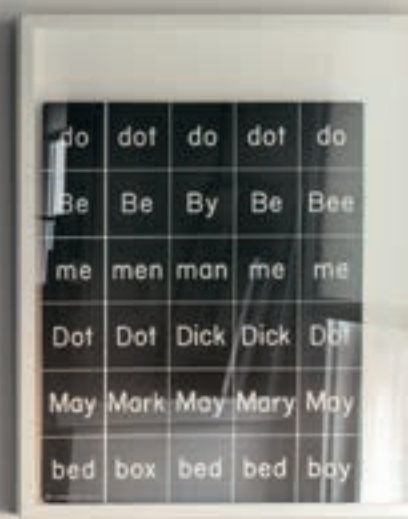 do dot do dot do
Be Be By Be Bee
me men man me me
Dot Dot Dick Dick Dot
May Mark May Mary May
bed box bed bed boy